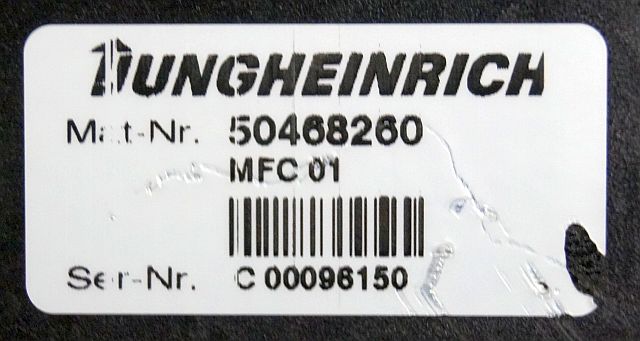 JUNGHEINRICH
Mat-Nr. 50468260
MFC 01
Ser-Nr. C 00096150